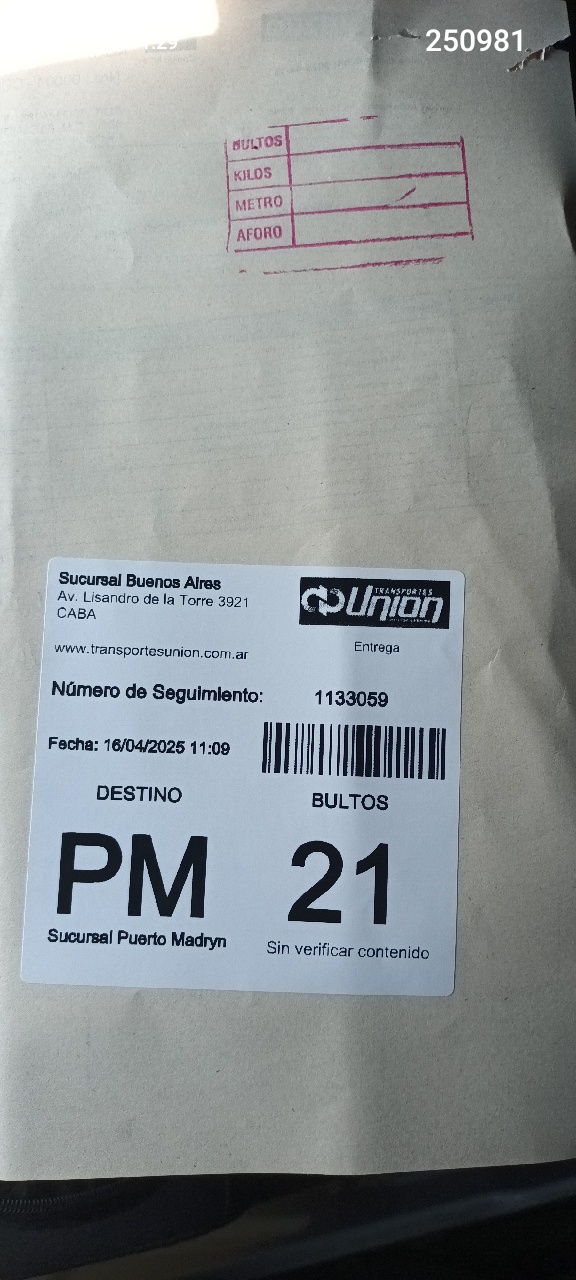 250981
BULTOS
KILOS
METRO
AFORO
Sucursal Buenos Aires
Av. Lisandro de la Torre 3921
CABA
TRANSPORTES
Union
www.transportesunion.com.ar
Entrega
Número de Seguimiento: 1133059
Fecha: 16/04/2025 11:09
DESTINO BULTOS
PM 21
Sucursal Puerto Madryn
Sin verificar contenido